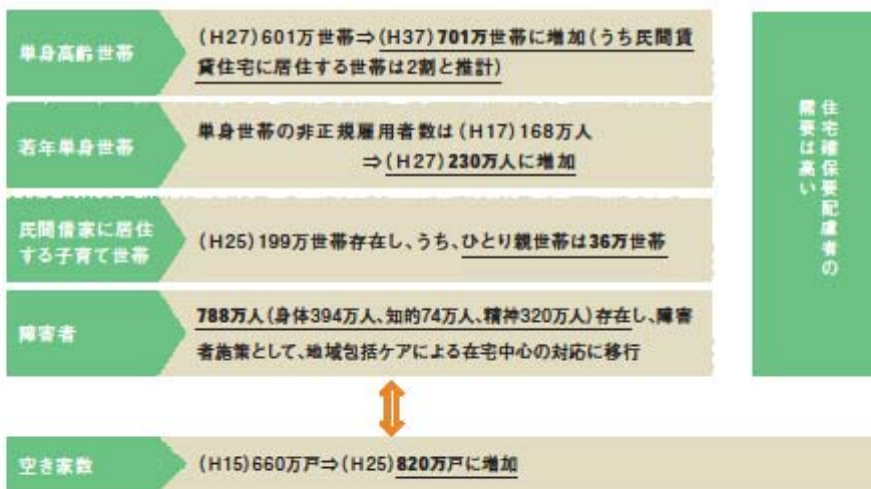 単身高齢世帯
(H27)601万世帯⇒(H37)701万世帯に増加(うち民間賃
貸住宅に居住する世帯は2割と推計)
若年単身世帯
単身世帯の非正規雇用者数は(H17)168万人
⇒(H27)230万人に増加
民間借家に居住
する子育て世帯
(H25)199万世帯存在し、うち、ひとり親世帯は36万世帯
障害者
788万人(身体394万人、知的74万人、精神320万人)存在し、障害
者施策として、地域包括ケアによる在宅中心の対応に移行
住宅確保要配慮者の
需要は高い
空き家数
(H15)660万戸⇒(H25)820万戸に増加